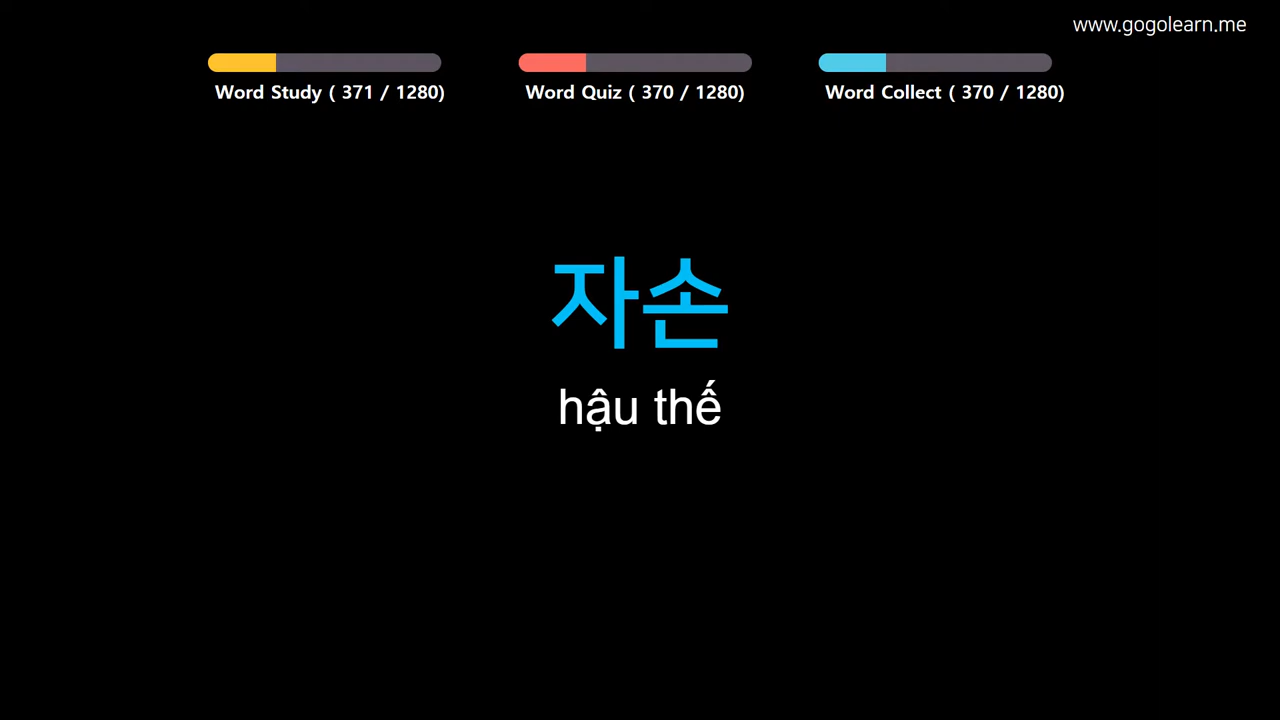 www.gogolearn.me
Word Study ( 371 / 1280)
Word Quiz ( 370 / 1280)
Word Collect ( 370 / 1280)
자손
hậu thế